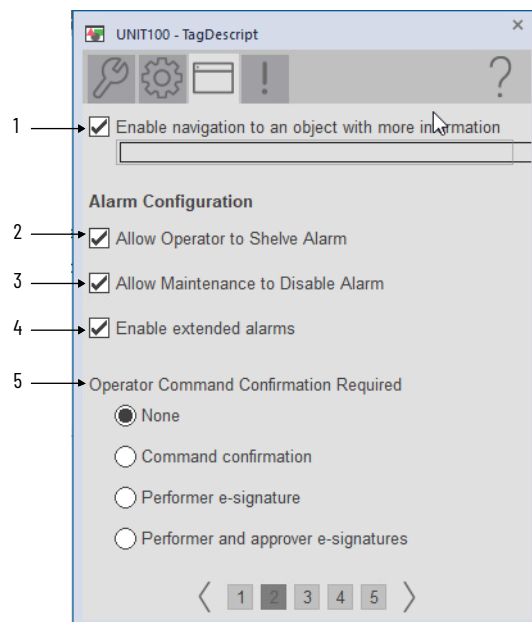 UNIT100 - TagDescript
×
?
1
Enable navigation to an object with more information
Alarm Configuration
2
Allow Operator to Shelve Alarm
3
Allow Maintenance to Disable Alarm
4
Enable extended alarms
5
Operator Command Confirmation Required
None
Command confirmation
Performer e-signature
Performer and approver e-signatures
1 2 3 4 5